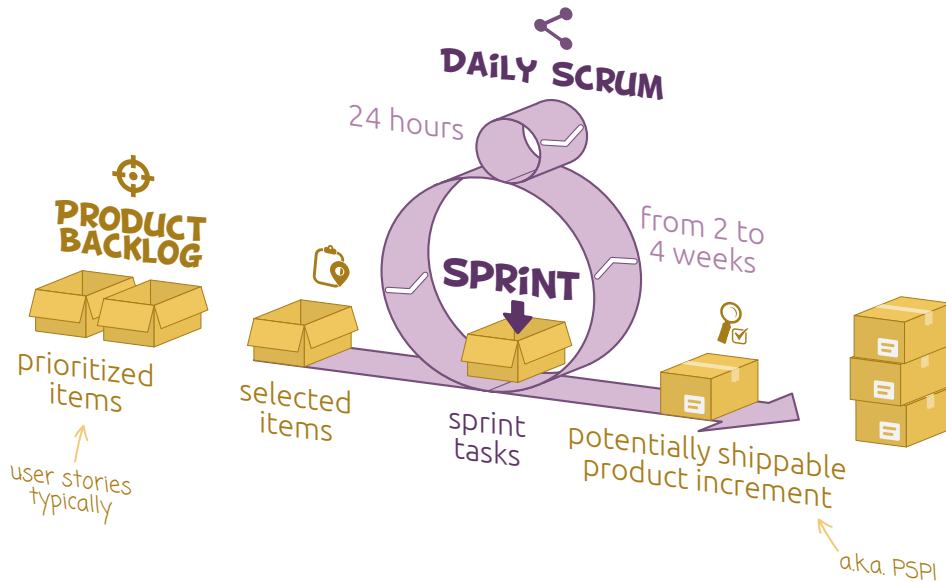 DAiLY SCRUM
24 hours
PRODUCT
BACKLOG
from 2 to
4 weeks
SPRiNT
prioritized
items
selected
items
sprint
tasks
potentially shippable
product increment
user stories
typically
a.k.a. PSPI